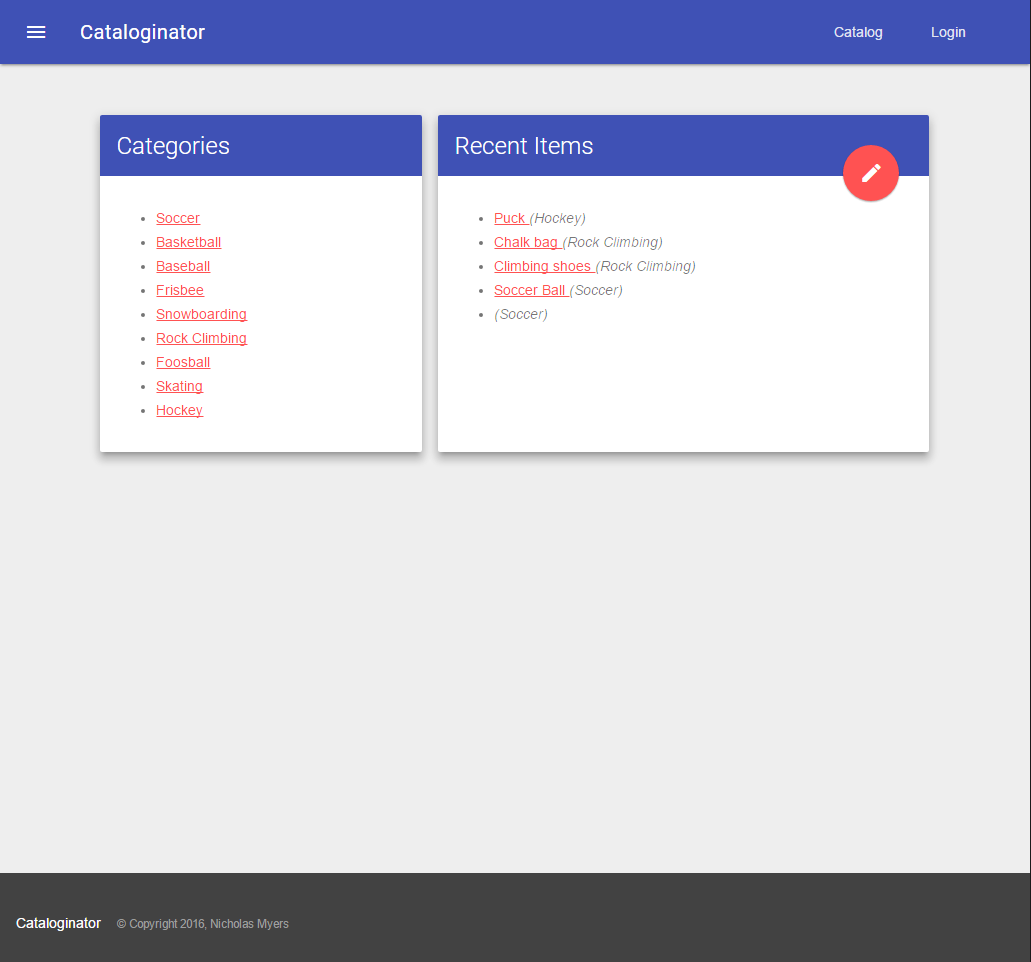 Cataloginator
Catalog
Login
Categories
Soccer
Basketball
Baseball
Frisbee
Snowboarding
Rock Climbing
Foosball
Skating
Hockey
Recent Items
Puck (Hockey)
Chalk bag (Rock Climbing)
Climbing shoes (Rock Climbing)
Soccer Ball (Soccer)
(Soccer)
Cataloginator © Copyright 2016, Nicholas Myers